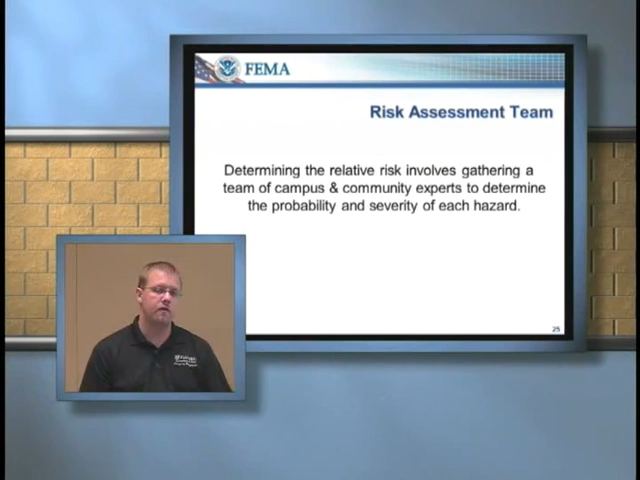 FEMA
Risk Assessment Team
Determining the relative risk involves gathering a
team of campus & community experts to determine
the probability and severity of each hazard.
25